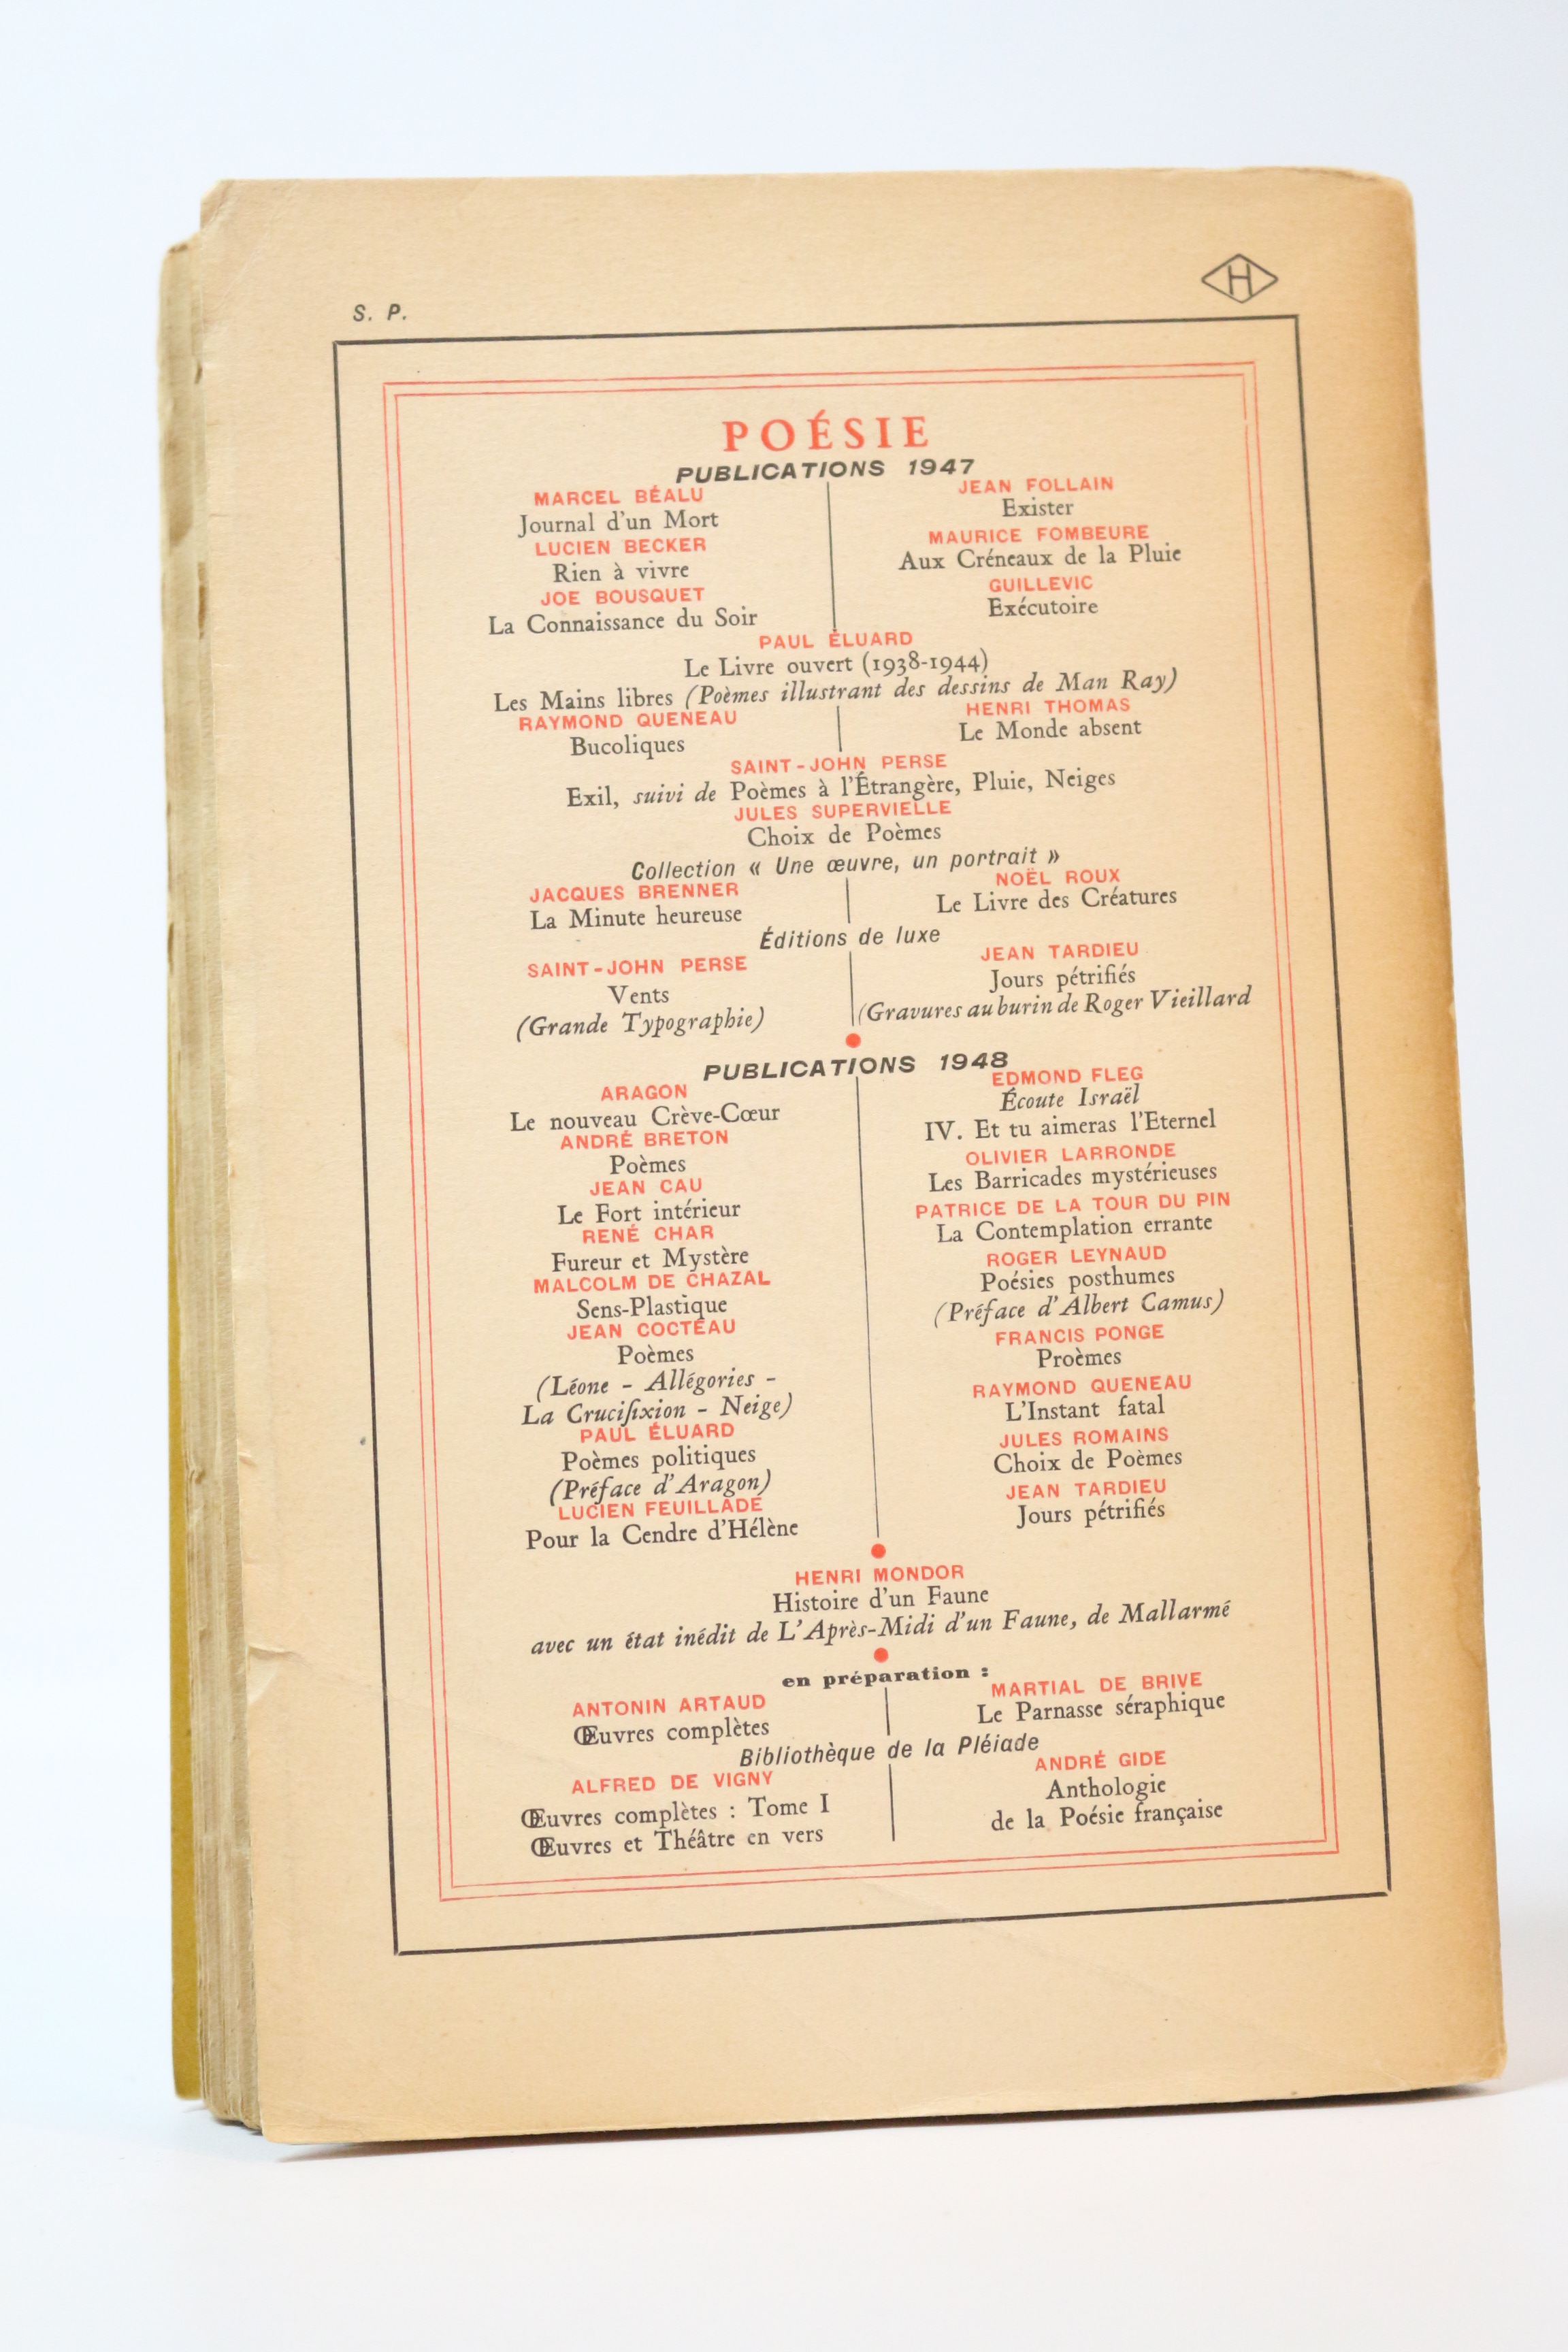 S. P.
H
POÉSIE
PUBLICATIONS 1947
MARCEL BÉALU
Journal d'un Mort
LUCIEN BECKER
Rien à vivre
JOE BOUSQUET
La Connaissance du Soir
JEAN FOLLAIN
Exister
MAURICE FOMBEURE
Aux Créneaux de la Pluie
GUILLEVIC
Exécutoire
PAUL ÉLUARD
Le Livre ouvert (1938-1944)
Les Mains libres (Poèmes illustrant des dessins de Man Ray)
RAYMOND QUENEAU
Bucoliques
HENRI THOMAS
Le Monde absent
SAINT-JOHN PERSE
Exil, suivi de Poèmes à l'Étrangère, Pluie, Neiges
JULES SUPERVIELLE
Choix de Poèmes
Collection « Une œuvre, un portrait »
JACQUES BRENNER
La Minute heureuse
NOËL ROUX
Le Livre des Créatures
Éditions de luxe
SAINT-JOHN PERSE
Vents
(Grande Typographie)
JEAN TARDIEU
Jours pétrifiés
(Gravures au burin de Roger Vieillard
PUBLICATIONS 1948
ARAGON
Le nouveau Crève-Cœur
ANDRÉ BRETON
Poèmes
JEAN CAU
Le Fort intérieur
RENÉ CHAR
Fureur et Mystère
MALCOLM DE CHAZAL
Sens-Plastique
JEAN COCTEAU
Poèmes
(Léone - Allégories -
La Crucifixion - Neige)
PAUL ÉLUARD
Poèmes politiques
(Préface d'Aragon)
LUCIEN FEUILLADE
Pour la Cendre d'Hélène
EDMOND FLEG
Écoute Israël
IV. Et tu aimeras l'Eternel
OLIVIER LARRONDE
Les Barricades mystérieuses
PATRICE DE LA TOUR DU PIN
La Contemplation errante
ROGER LEYNAUD
Poésies posthumes
(Préface d'Albert Camus)
FRANCIS PONGE
Proèmes
RAYMOND QUENEAU
L'Instant fatal
JULES ROMAINS
Choix de Poèmes
JEAN TARDIEU
Jours pétrifiés
HENRI MONDOR
Histoire d'un Faune
avec un état inédit de L'Après-Midi d'un Faune, de Mallarmé
en préparation :
ANTONIN ARTAUD
Œuvres complètes
MARTIAL DE BRIVE
Le Parnasse séraphique
Bibliothèque de la Pléiade
ALFRED DE VIGNY
Œuvres complètes : Tome I
Œuvres et Théâtre en vers
ANDRÉ GIDE
Anthologie
de la Poésie française